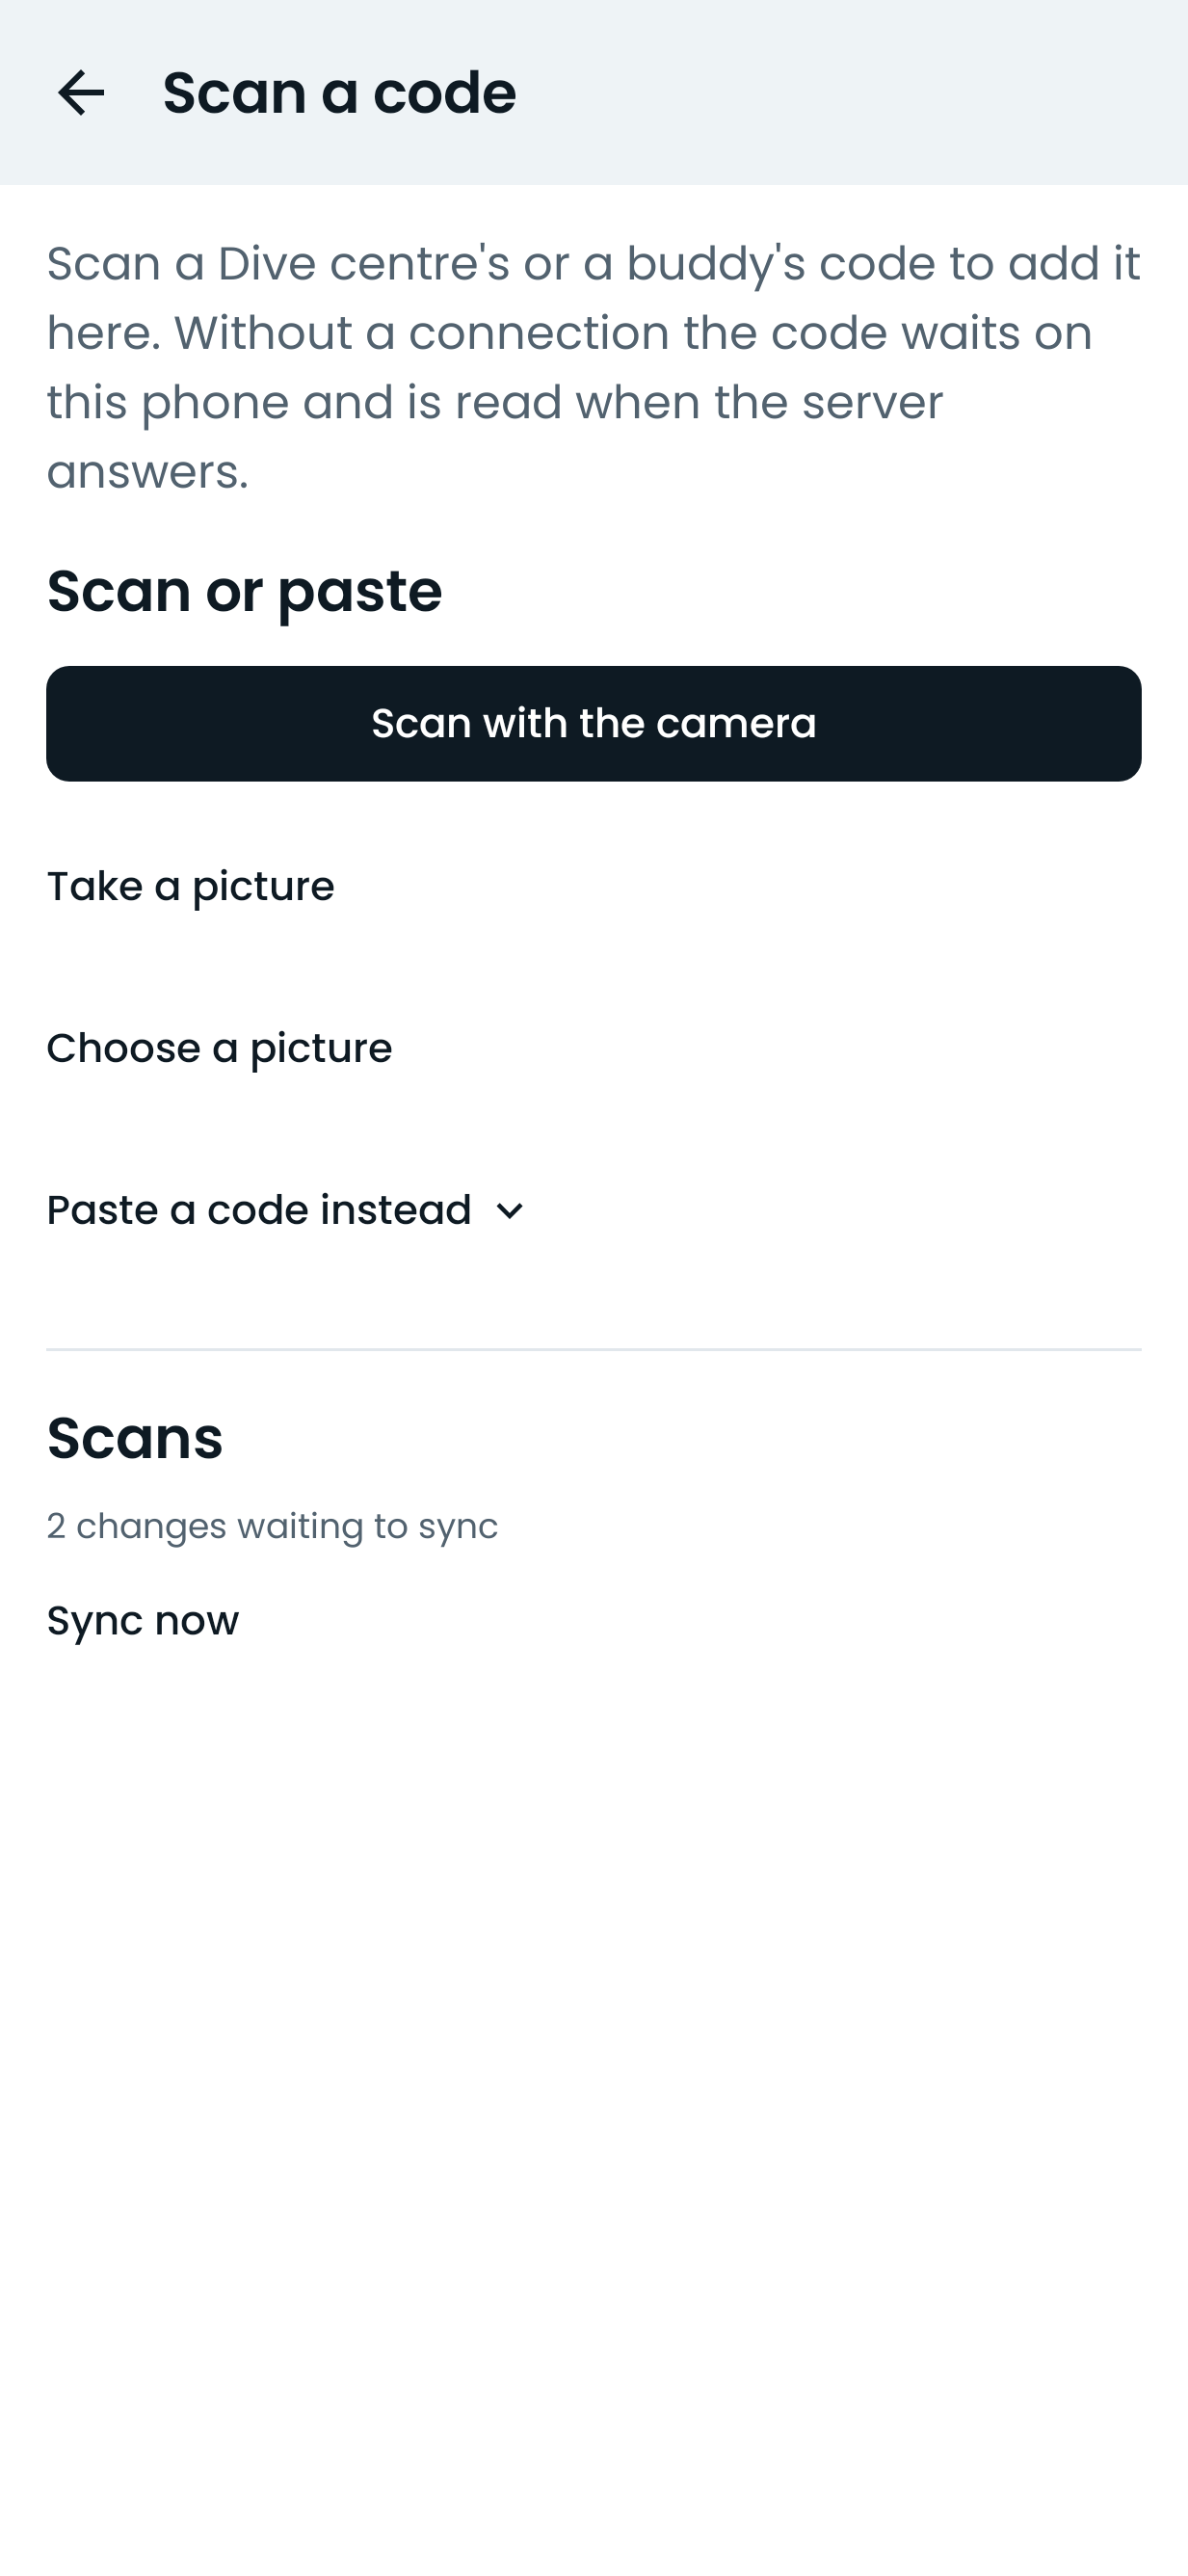 Scan a code
Scan a Dive centre's or a buddy's code to add it
here. Without a connection the code waits on
this phone and is read when the server
answers.
Scan or paste
Scan with the camera
Take a picture
Choose a picture
Paste a code instead
Scans
2 changes waiting to sync
Sync now